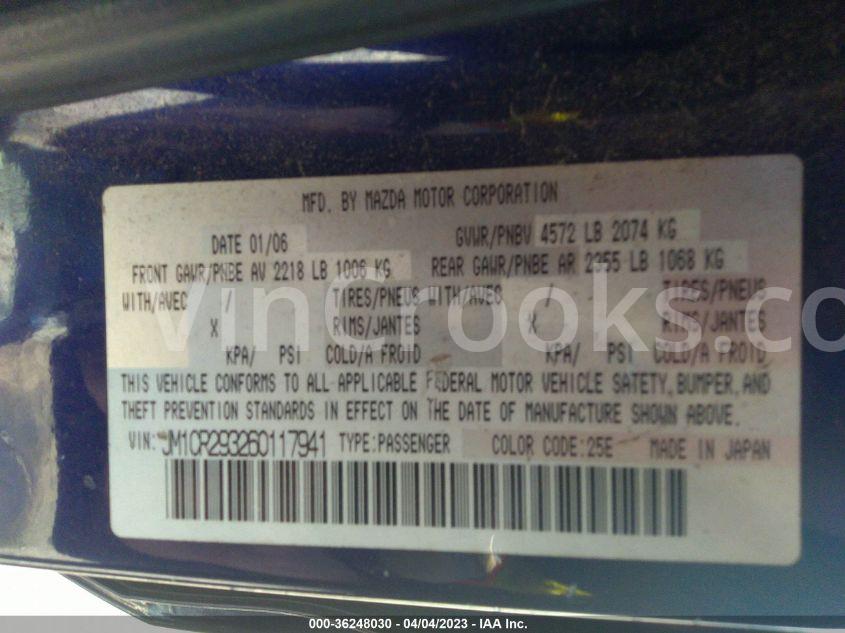 MFD. BY MAZDA MOTOR CORPORATION
DATE 01/06 GVWR/PNBV 4572 LB 2074 KG
FRONT GAWR/PNBE AV 2218 LB 1006 KG REAR GAWR/PNBE AR 2355 LB 1068 KG
WITH/AVEC / TIRES/PNEUS WITH/AVEC / TIRES/PNEUS
X RIMS/JANTES X RIMS/JANTES
KPA/ PSI COLD/A FROID KPA/ PSI COLD/A FROID
VinCrooks.com
THIS VEHICLE CONFORMS TO ALL APPLICABLE FEDERAL MOTOR VEHICLE SAFETY, BUMPER, AND
THEFT PREVENTION STANDARDS IN EFFECT ON THE DATE OF MANUFACTURE SHOWN ABOVE.
VIN: JM1CR293260117941 TYPE:PASSENGER COLOR CODE:25E MADE IN JAPAN
000-36248030 - 04/04/2023 - IAA Inc.